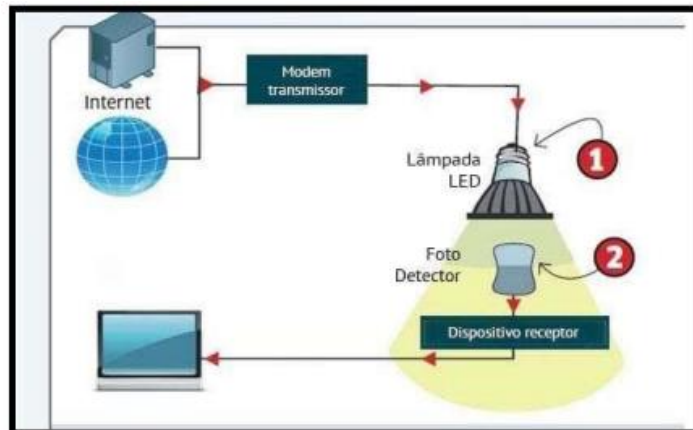 Internet
Modem
transmissor
Lâmpada
LED
1
Foto
Detector
2
Dispositivo receptor